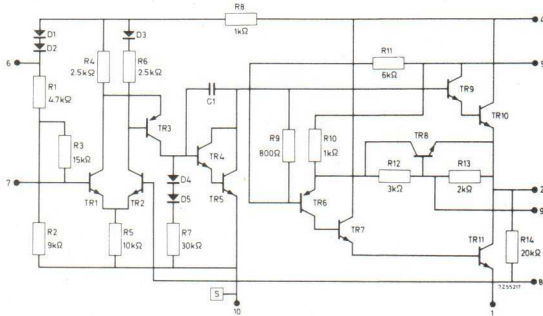 R8
1kΩ
4
D1
D2
D3
R4
2.5kΩ
R6
2.5kΩ
R11
6kΩ
6
R1
4.7kΩ
C1
TR9
TR10
TR3
R3
15kΩ
R9
800Ω
R10
1kΩ
TR8
TR4
R12
3kΩ
R13
2kΩ
7
D4
D5
TR1
TR2
TR5
TR6
2
9
R2
9kΩ
R5
10kΩ
R7
30kΩ
TR7
TR11
R14
20kΩ
7Z55217
8
S
10
1